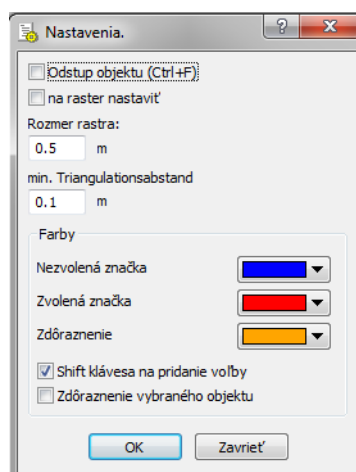 Nastavenia.
Odstup objektu (Ctrl+F)
na raster nastaviť
Rozmer rastra:
0.5 m
min. Triangulationsabstand
0.1 m
Farby
Nezvolená značka
Zvolená značka
Zdôraznenie
Shift klávesa na pridanie voľby
Zdôraznenie vybraného objektu
OK Zavrieť